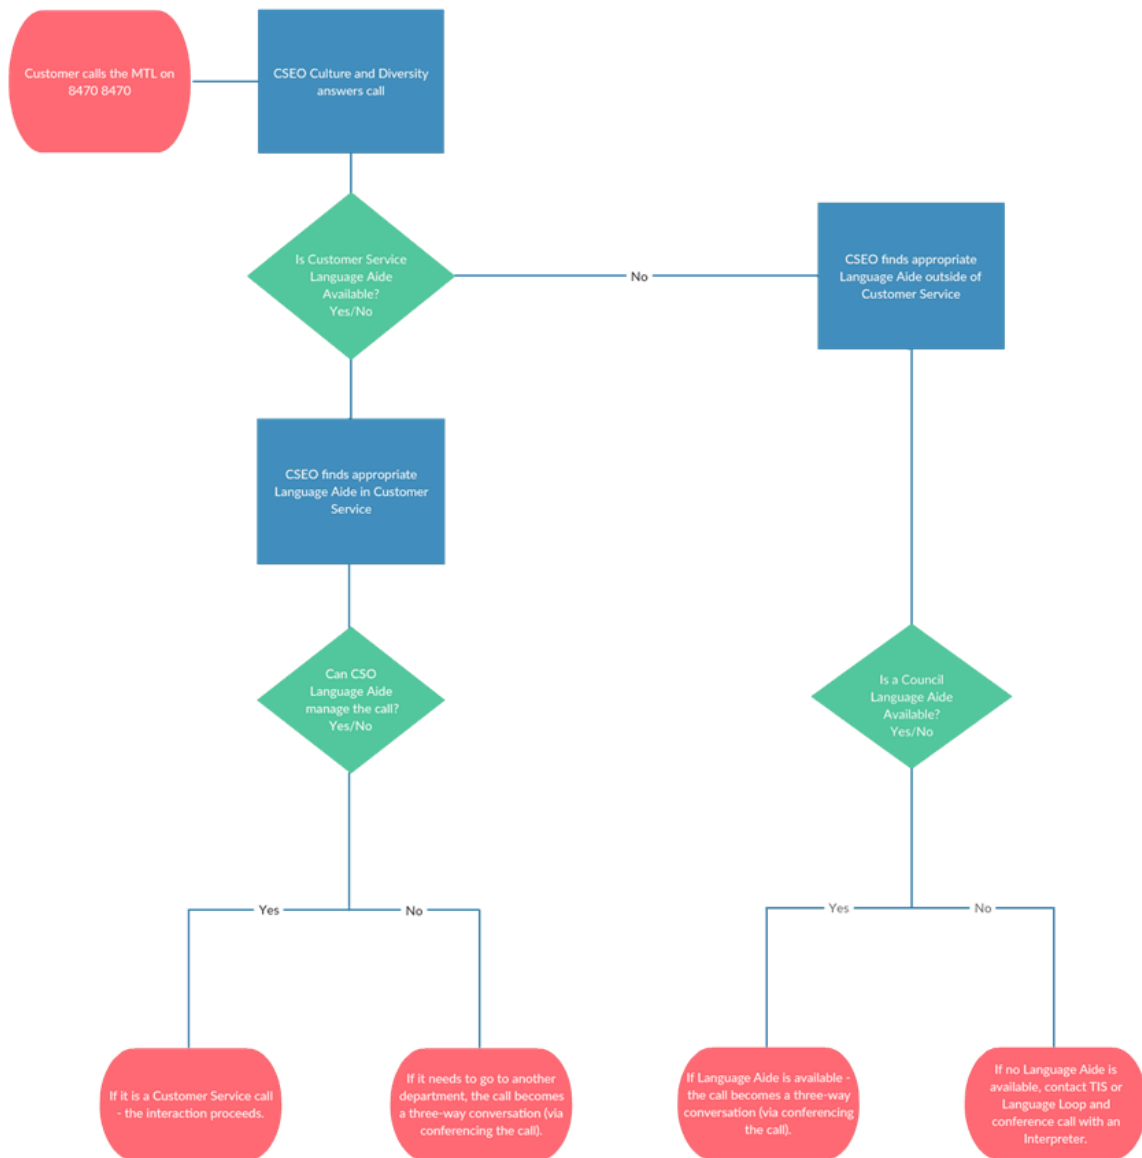 Customer calls the MTL on
8470 8470
CSEO Culture and Diversity
answers call
Is Customer Service
Language Aide
Available?
Yes/No
No
CSEO finds appropriate
Language Aide outside of
Customer Service
CSEO finds appropriate
Language Aide in Customer
Service
Can CSO
Language Aide
manage the call?
Yes/No
Is a Council
Language Aide
Available?
Yes/No
Yes
No
Yes
No
If it is a Customer Service call
- the interaction proceeds.
If it needs to go to another
department, the call becomes
a three-way conversation (via
conferencing the call).
If Language Aide is available -
the call becomes a three-way
conversation (via conferencing
the call).
If no Language Aide is
available, contact TIS or
Language Loop and
conference call with an
Interpreter.